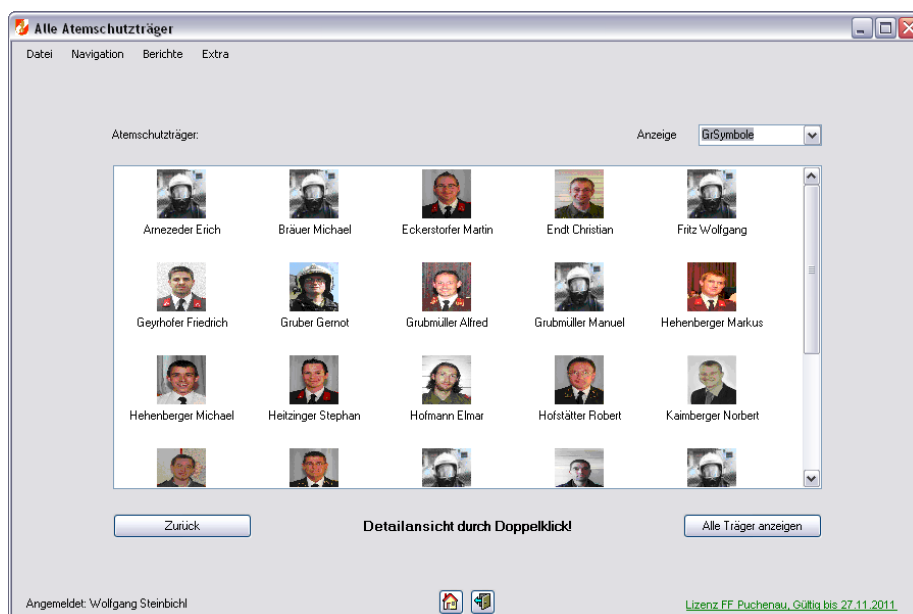 Alle Atemschutzträger
Datei Navigation Berichte Extra
Atemschutzträger: Anzeige GrSymbole
Arnezeder Erich Bräuer Michael Eckerstorfer Martin Endt Christian Fritz Wolfgang
Geyrhofer Friedrich Gruber Gernot Grubmüller Alfred Grubmüller Manuel Hehenberger Markus
Hehenberger Michael Heitzinger Stephan Hofmann Elmar Hofstätter Robert Kaimberger Norbert
Zurück Detailansicht durch Doppelklick! Alle Träger anzeigen
Angemeldet: Wolfgang Steinbichl Lizenz FF Puchenau, Gültig bis 27.11.2011